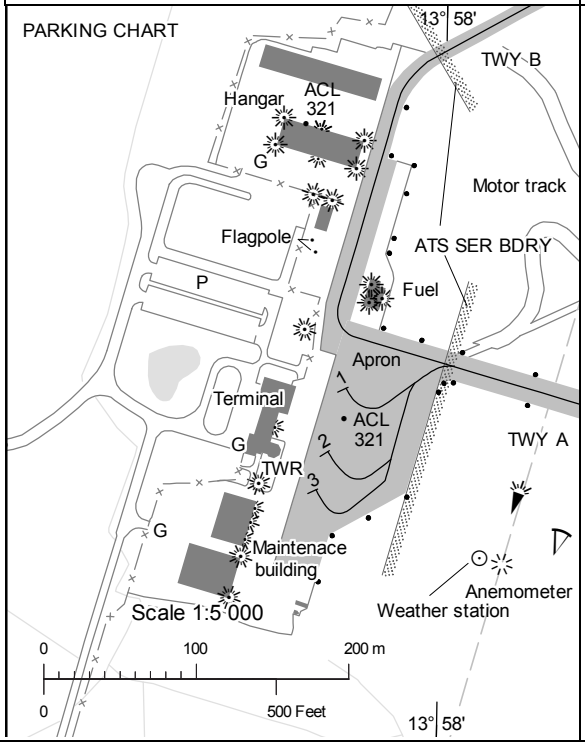 PARKING CHART
13° 58'
TWY B
ACL
321
Hangar
G
Motor track
Flagpole
ATS SER BDRY
P
Fuel
Apron
1
Terminal
ACL
321
2
G
TWY A
TWR
3
G
Maintenace
building
Anemometer
Weather station
Scale 1:5 000
0 100 200 m
0 500 Feet
13° 58'